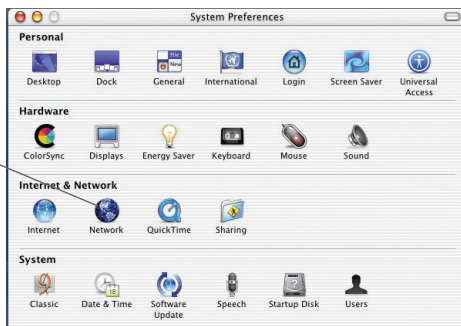 System Preferences
Personal
Desktop Dock General International Login Screen Saver Universal Access
Hardware
ColorSync Displays Energy Saver Keyboard Mouse Sound
Internet & Network
Internet Network QuickTime Sharing
System
Classic Date & Time Software Update Speech Startup Disk Users